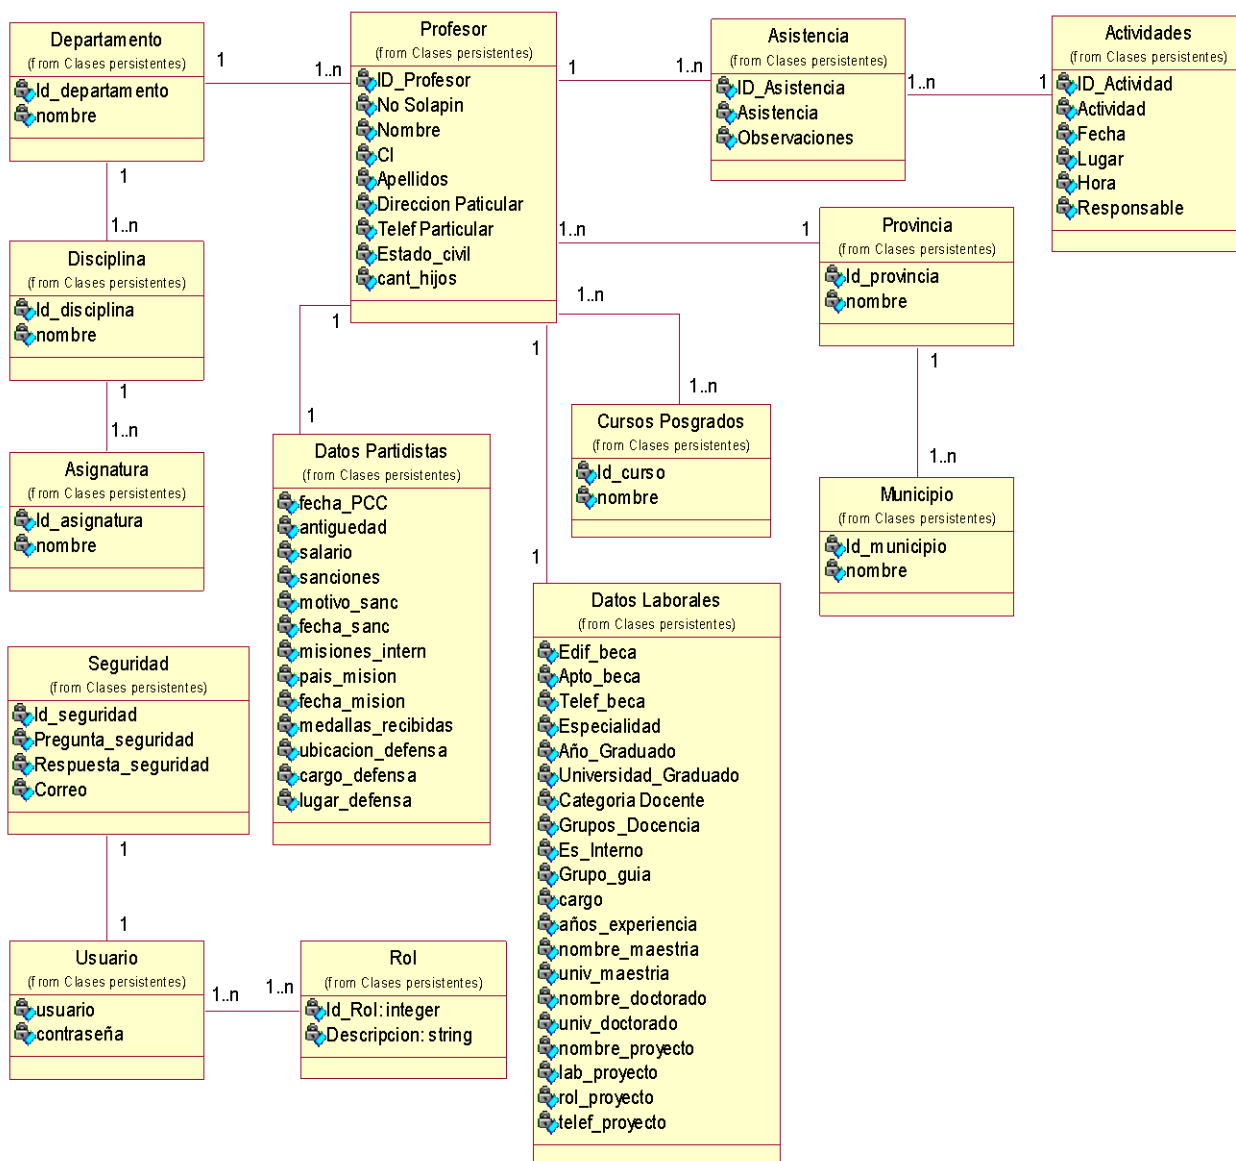 Departamento
(from Clases persistentes)
Id_departamento
nombre
1
1..n
Profesor
(from Clases persistentes)
ID_Profesor
No Solapin
Nombre
CI
Apellidos
Direccion Paticular
Telef Particular
Estado_civil
cant_hijos
1
1..n
Asistencia
(from Clases persistentes)
ID_Asistencia
Asistencia
Observaciones
1..n
1
Actividades
(from Clases persistentes)
ID_Actividad
Actividad
Fecha
Lugar
Hora
Responsable
1
1..n
Disciplina
(from Clases persistentes)
Id_disciplina
nombre
1..n
1
Provincia
(from Clases persistentes)
Id_provincia
nombre
1
1..n
Asignatura
(from Clases persistentes)
Id_asignatura
nombre
1
1
Datos Partidistas
(from Clases persistentes)
fecha_PCC
antiguedad
salario
sanciones
motivo_sanc
fecha_sanc
misiones_intern
pais_mision
fecha_mision
medallas_recibidas
ubicacion_defensa
cargo_defensa
lugar_defensa
1..n
1..n
Cursos Posgrados
(from Clases persistentes)
Id_curso
nombre
1
1..n
Municipio
(from Clases persistentes)
Id_municipio
nombre
1
1
Datos Laborales
(from Clases persistentes)
Edif_beca
Apto_beca
Telef_beca
Especialidad
Año_Graduado
Universidad_Graduado
Categoria Docente
Grupos_Docencia
Es_Interno
Grupo_guia
cargo
años_experiencia
nombre_maestria
univ_maestria
nombre_doctorado
univ_doctorado
nombre_proyecto
lab_proyecto
rol_proyecto
telef_proyecto
Seguridad
(from Clases persistentes)
Id_seguridad
Pregunta_seguridad
Respuesta_seguridad
Correo
1
1
Usuario
(from Clases persistentes)
usuario
contraseña
1..n
1..n
Rol
(from Clases persistentes)
Id_Rol: integer
Descripcion: string